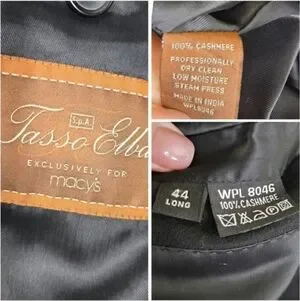 S.p.A.
Tasso Elba
EXCLUSIVELY FOR
macy's
100% CASHMERE
PROFESSIONALLY
DRY CLEAN
LOW MOISTURE
STEAM PRESS
MADE IN INDIA
WPL8046
44
LONG
WPL 8046
100% CASHMERE